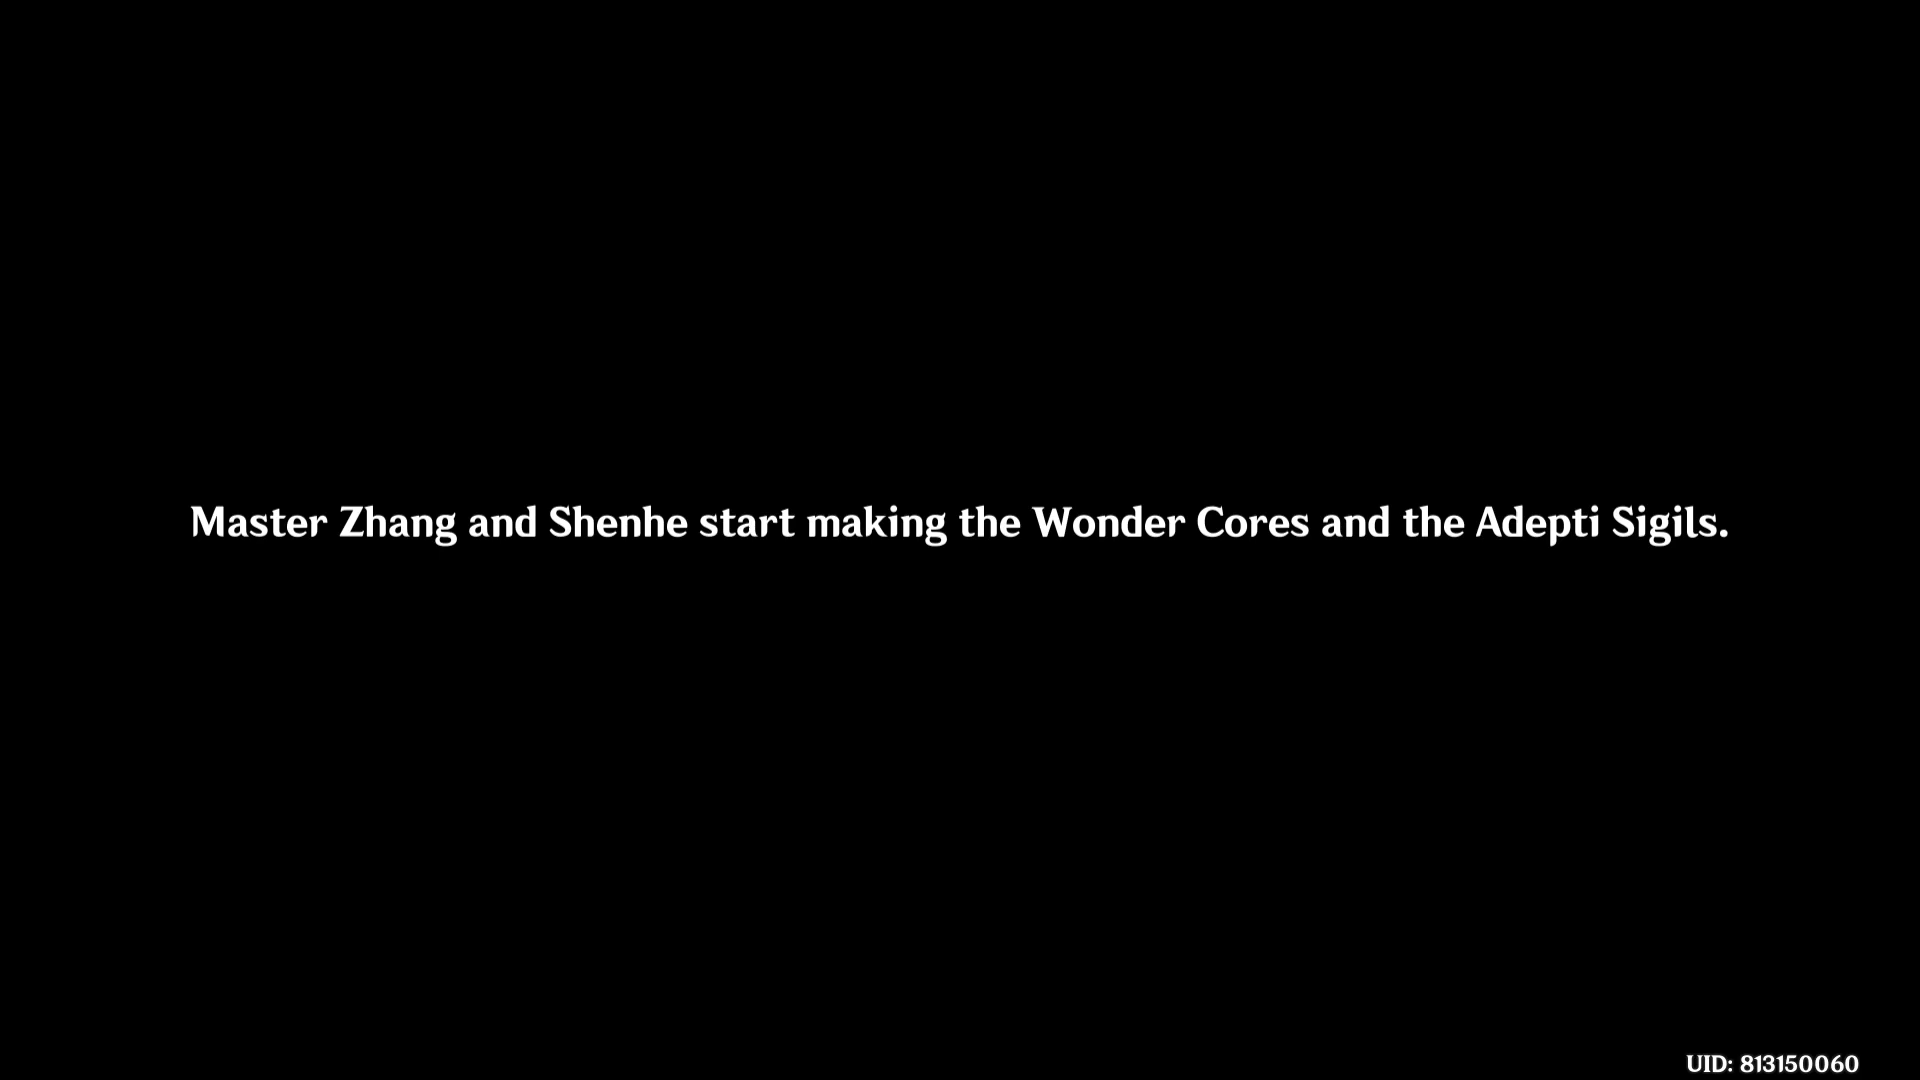 Master Zhang and Shenhe start making the Wonder Cores and the Adepti Sigils.
UID: 813150060